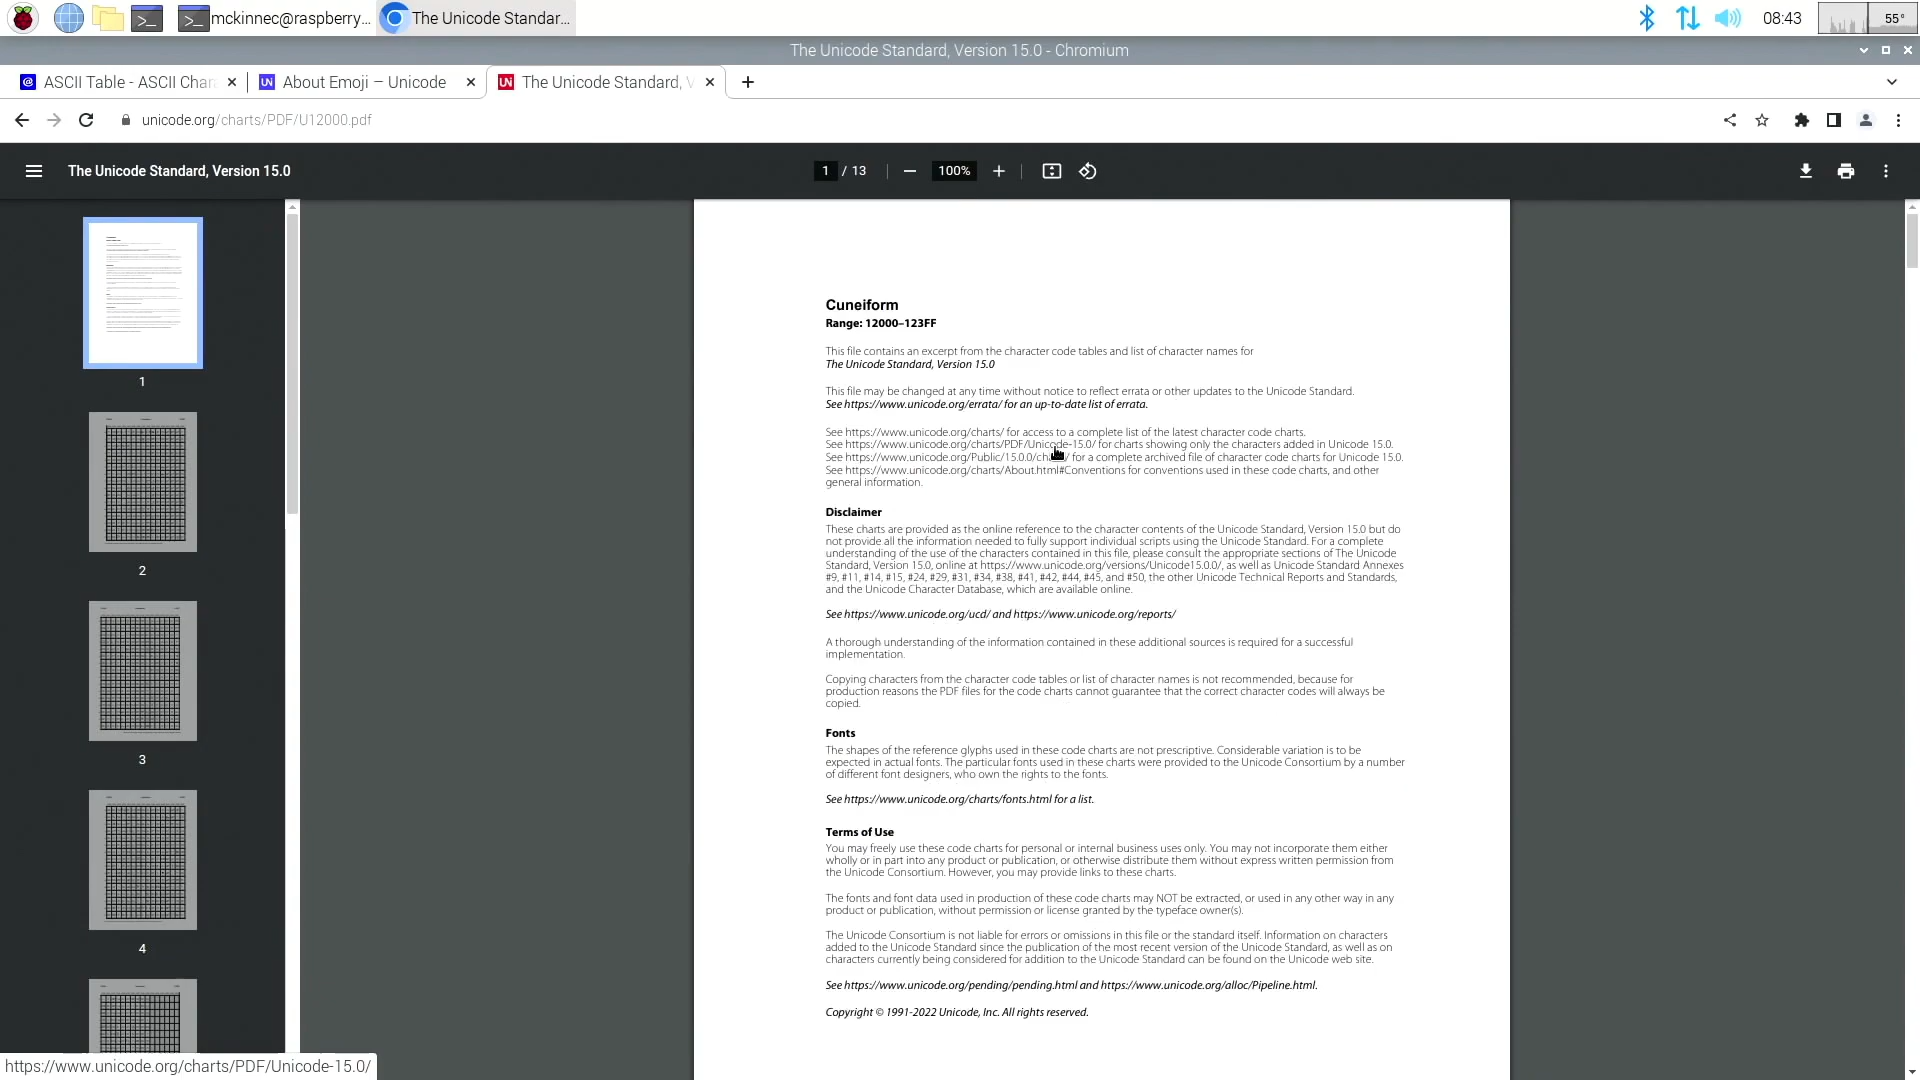 mckinnec@raspberry...
The Unicode Standar...
08:43
55°
The Unicode Standard, Version 15.0 - Chromium
ASCII Table - ASCII Char
About Emoji – Unicode
The Unicode Standard, V
unicode.org/charts/PDF/U12000.pdf
The Unicode Standard, Version 15.0
1 / 13
100%
1
2
3
4
Cuneiform
Range: 12000–123FF
This file contains an excerpt from the character code tables and list of character names for
The Unicode Standard, Version 15.0
This file may be changed at any time without notice to reflect errata or other updates to the Unicode Standard.
See https://www.unicode.org/errata/ for an up-to-date list of errata.
See https://www.unicode.org/charts/ for access to a complete list of the latest character code charts.
See https://www.unicode.org/charts/PDF/Unicode-15.0/ for charts showing only the characters added in Unicode 15.0.
See https://www.unicode.org/Public/15.0.0/charts/ for a complete archived file of character code charts for Unicode 15.0.
See https://www.unicode.org/charts/About.html#Conventions for conventions used in these code charts, and other
general information.
Disclaimer
These charts are provided as the online reference to the character contents of the Unicode Standard, Version 15.0 but do
not provide all the information needed to fully support individual scripts using the Unicode Standard. For a complete
understanding of the use of the characters contained in this file, please consult the appropriate sections of The Unicode
Standard, Version 15.0, online at https://www.unicode.org/versions/Unicode15.0.0/, as well as Unicode Standard Annexes
#9, #11, #14, #15, #24, #29, #31, #34, #38, #41, #42, #44, #45, and #50, the other Unicode Technical Reports and Standards,
and the Unicode Character Database, which are available online.
See https://www.unicode.org/ucd/ and https://www.unicode.org/reports/
A thorough understanding of the information contained in these additional sources is required for a successful
implementation.
Copying characters from the character code tables or list of character names is not recommended, because for
production reasons the PDF files for the code charts cannot guarantee that the correct character codes will always be
copied.
Fonts
The shapes of the reference glyphs used in these code charts are not prescriptive. Considerable variation is to be
expected in actual fonts. The particular fonts used in these charts were provided to the Unicode Consortium by a number
of different font designers, who own the rights to the fonts.
See https://www.unicode.org/charts/fonts.html for a list.
Terms of Use
You may freely use these code charts for personal or internal business uses only. You may not incorporate them either
wholly or in part into any product or publication, or otherwise distribute them without express written permission from
the Unicode Consortium. However, you may provide links to these charts.
The fonts and font data used in production of these code charts may NOT be extracted, or used in any other way in any
product or publication, without permission or license granted by the typeface owner(s).
The Unicode Consortium is not liable for errors or omissions in this file or the standard itself. Information on characters
added to the Unicode Standard since the publication of the most recent version of the Unicode Standard, as well as on
characters currently being considered for addition to the Unicode Standard can be found on the Unicode web site.
See https://www.unicode.org/pending/pending.html and https://www.unicode.org/alloc/Pipeline.html.
Copyright © 1991-2022 Unicode, Inc. All rights reserved.
https://www.unicode.org/charts/PDF/Unicode-15.0/